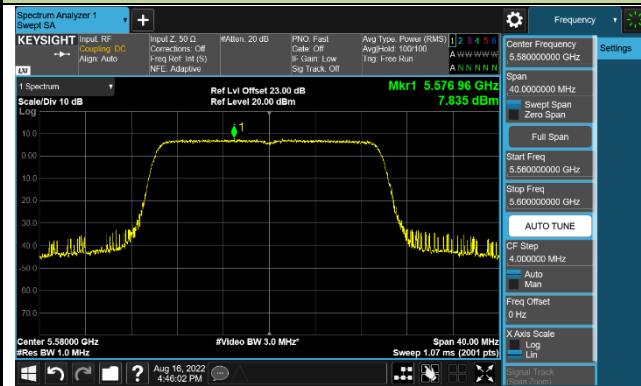 Spectrum Analyzer 1
Swept SA
Frequency
KEYSIGHT
Input: RF
Coupling: DC
Align: Auto
Input Z: 50 Ω
Corrections: Off
Freq Ref: Int (S)
NFE: Adaptive
#Atten: 20 dB
PNO: Fast
Gate: Off
IF Gain: Low
Sig Track: Off
Avg Type: Power (RMS)
Avg|Hold: 100/100
Trig: Free Run
1 2 3 4 5 6
A W W W W W
A N N N N N
LXI
1 Spectrum
Scale/Div 10 dB
Log
Ref Lvl Offset 23.00 dB
Ref Level 20.00 dBm
Mkr1 5.576 96 GHz
7.835 dBm
1
10.0
0.00
-10.0
-20.0
-30.0
-40.0
-50.0
-60.0
-70.0
Center 5.58000 GHz
#Res BW 1.0 MHz
#Video BW 3.0 MHz*
Span 40.00 MHz
Sweep 1.07 ms (2001 pts)
Center Frequency
5.58000000 GHz
Settings
Span
40.0000000 MHz
Swept Span
Zero Span
Full Span
Start Freq
5.560000000 GHz
Stop Freq
5.600000000 GHz
AUTO TUNE
CF Step
4.000000 MHz
Auto
Man
Freq Offset
0 Hz
X Axis Scale
Log
Lin
Signal Track
(Span Zoom)
Aug 16, 2022
4:46:02 PM